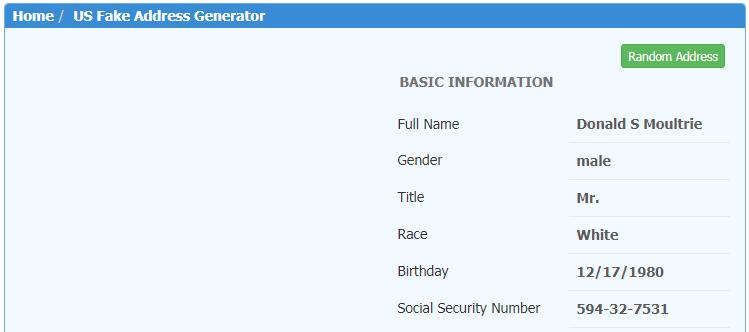 Home / US Fake Address Generator
Random Address
BASIC INFORMATION
Full Name Donald S Moultrie
Gender male
Title Mr.
Race White
Birthday 12/17/1980
Social Security Number 594-32-7531